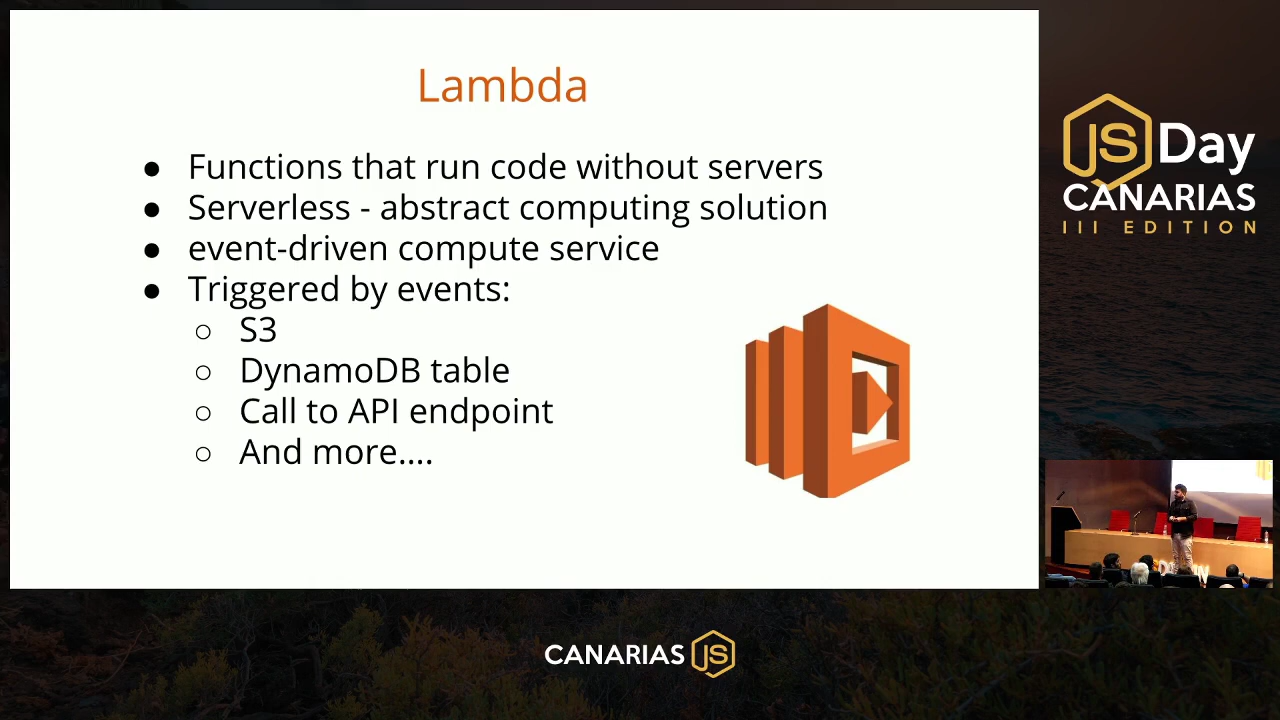 Lambda
● Functions that run code without servers
● Serverless - abstract computing solution
● event-driven compute service
● Triggered by events:
○ S3
○ DynamoDB table
○ Call to API endpoint
○ And more....
JS Day
CANARIAS
III EDITION
CANARIAS JS